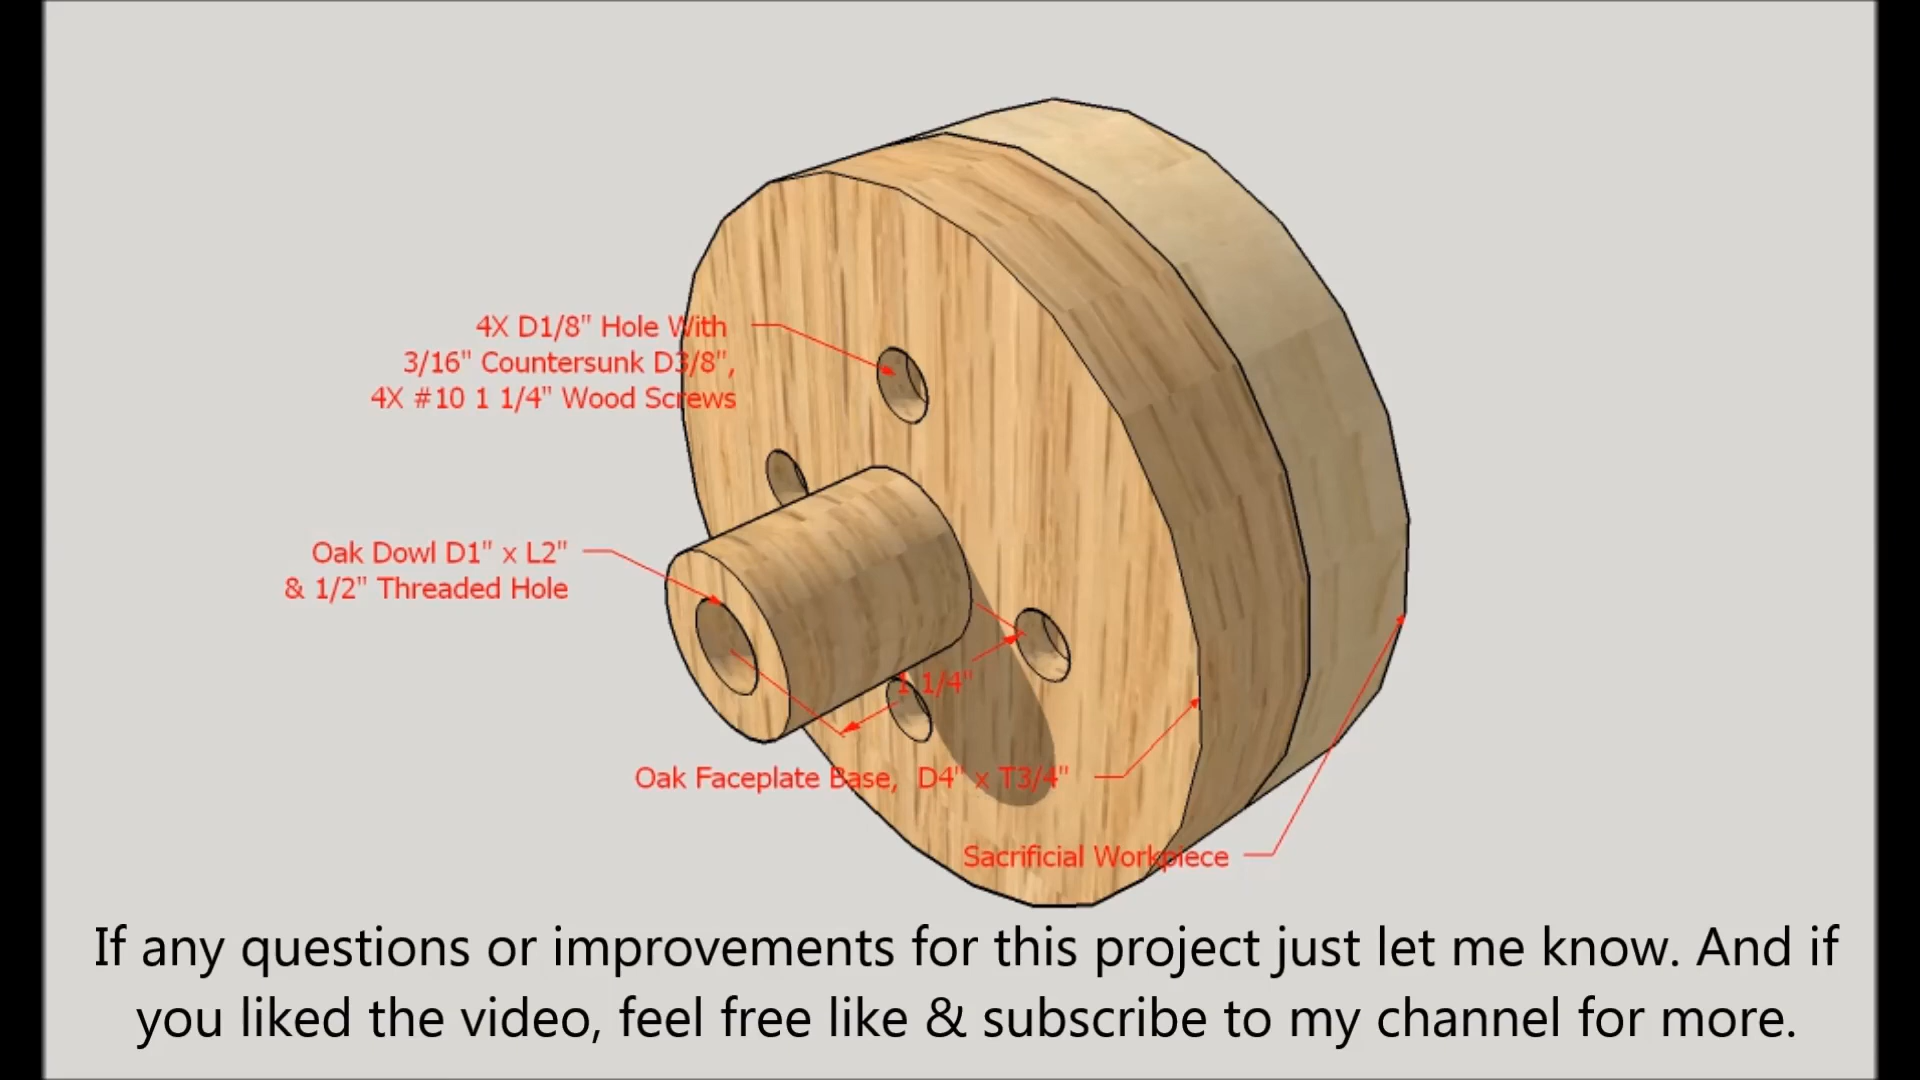 4X D1/8" Hole With
3/16" Countersunk D3/8",
4X #10 1 1/4" Wood Screws
Oak Dowl D1" x L2"
& 1/2" Threaded Hole
1 1/4"
Oak Faceplate Base, D4" x T3/4"
Sacrificial Workpiece
If any questions or improvements for this project just let me know. And if
you liked the video, feel free like & subscribe to my channel for more.